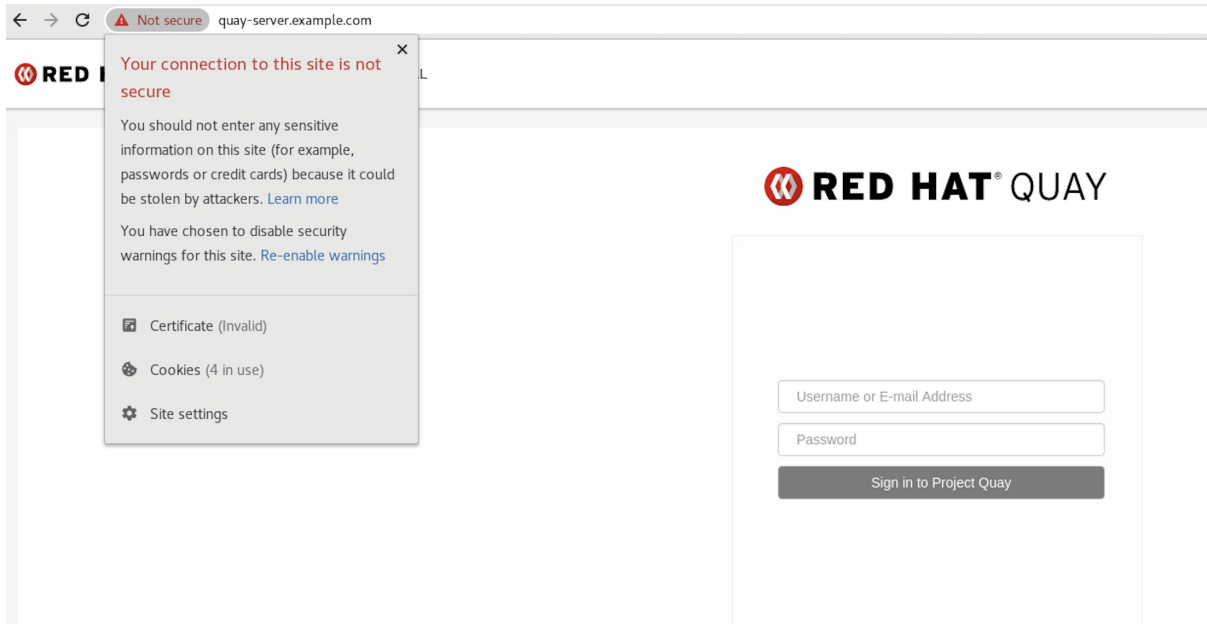 Not secure quay-server.example.com
RED
Your connection to this site is not
secure
You should not enter any sensitive
information on this site (for example,
passwords or credit cards) because it could
be stolen by attackers. Learn more
You have chosen to disable security
warnings for this site. Re-enable warnings
Certificate (Invalid)
Cookies (4 in use)
Site settings
RED HAT® QUAY
Username or E-mail Address
Password
Sign in to Project Quay